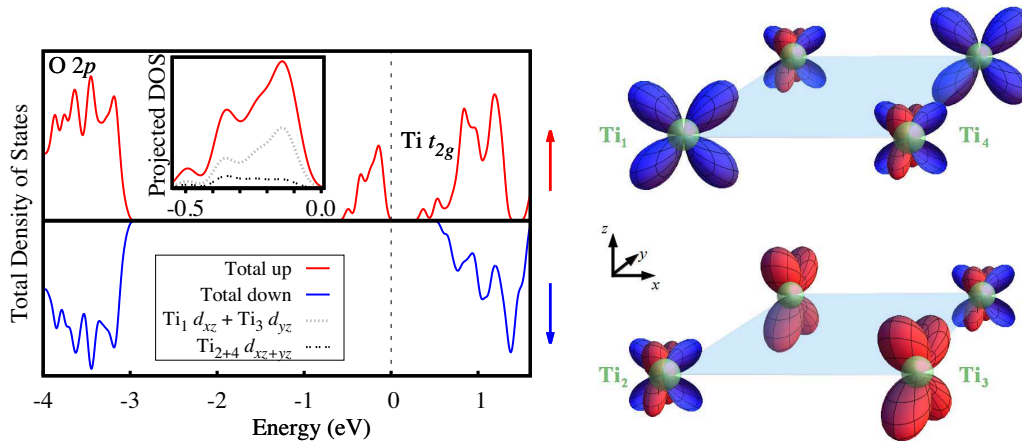 O 2p
Ti t2g
Total Density of States
Projected DOS
-0.5 0.0
Total up
Total down
Ti1 dxz + Ti3 dyz
Ti2+4 dxz+yz
-4 -3 -2 -1 0 1
Energy (eV)
Ti1
Ti4
z
y
x
Ti2
Ti3